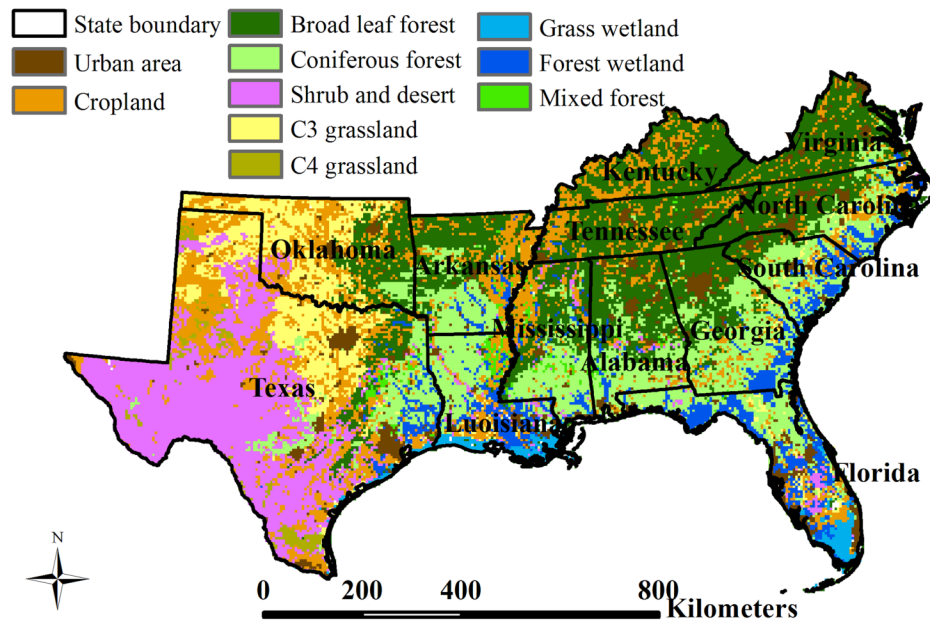 State boundary
Urban area
Cropland
Broad leaf forest
Coniferous forest
Shrub and desert
C3 grassland
C4 grassland
Grass wetland
Forest wetland
Mixed forest
Virginia
Kentucky
North Carolina
Tennessee
Oklahoma
Arkansas
South Carolina
Mississippi
Georgia
Alabama
Texas
Luoisiana
Florida
N
0 200 400 800
Kilometers